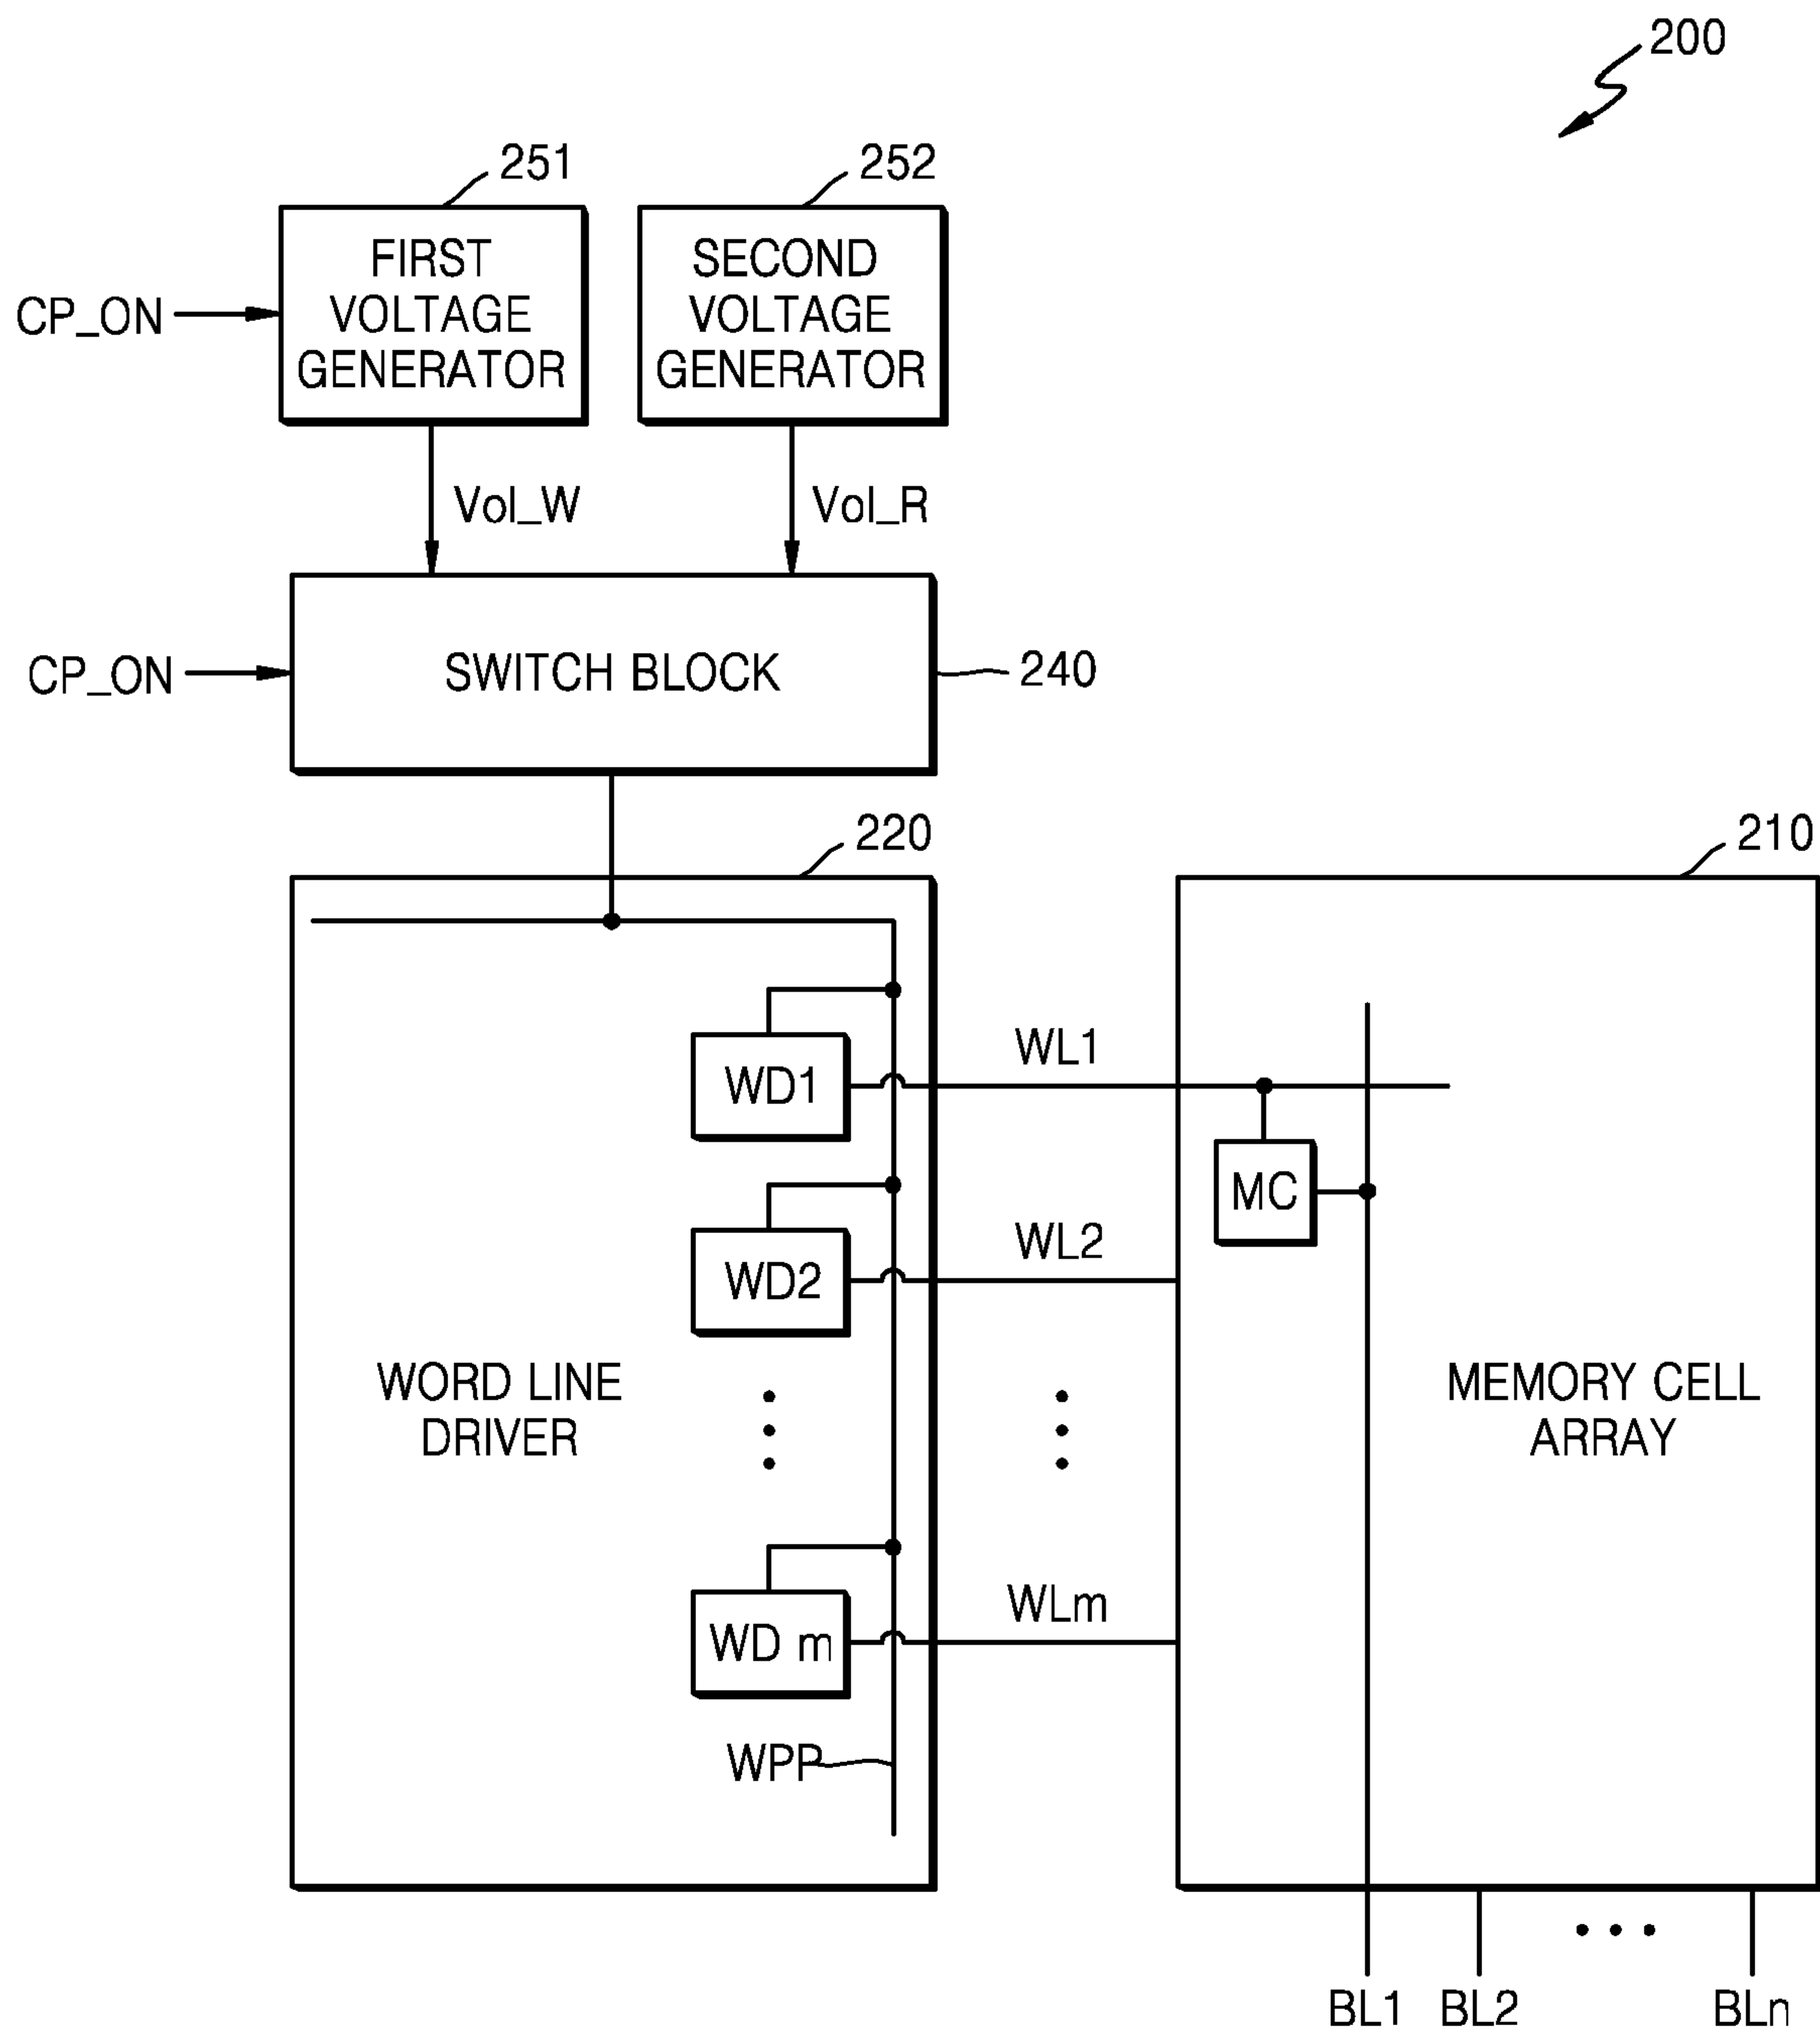 200
251
252
FIRST
VOLTAGE
GENERATOR
SECOND
VOLTAGE
GENERATOR
CP_ON
Vol_W
Vol_R
CP_ON
SWITCH BLOCK
240
220
210
WD1
WL1
MC
WD2
WL2
WORD LINE
DRIVER
MEMORY CELL
ARRAY
WD m
WLm
WPP
BL1
BL2
BLn